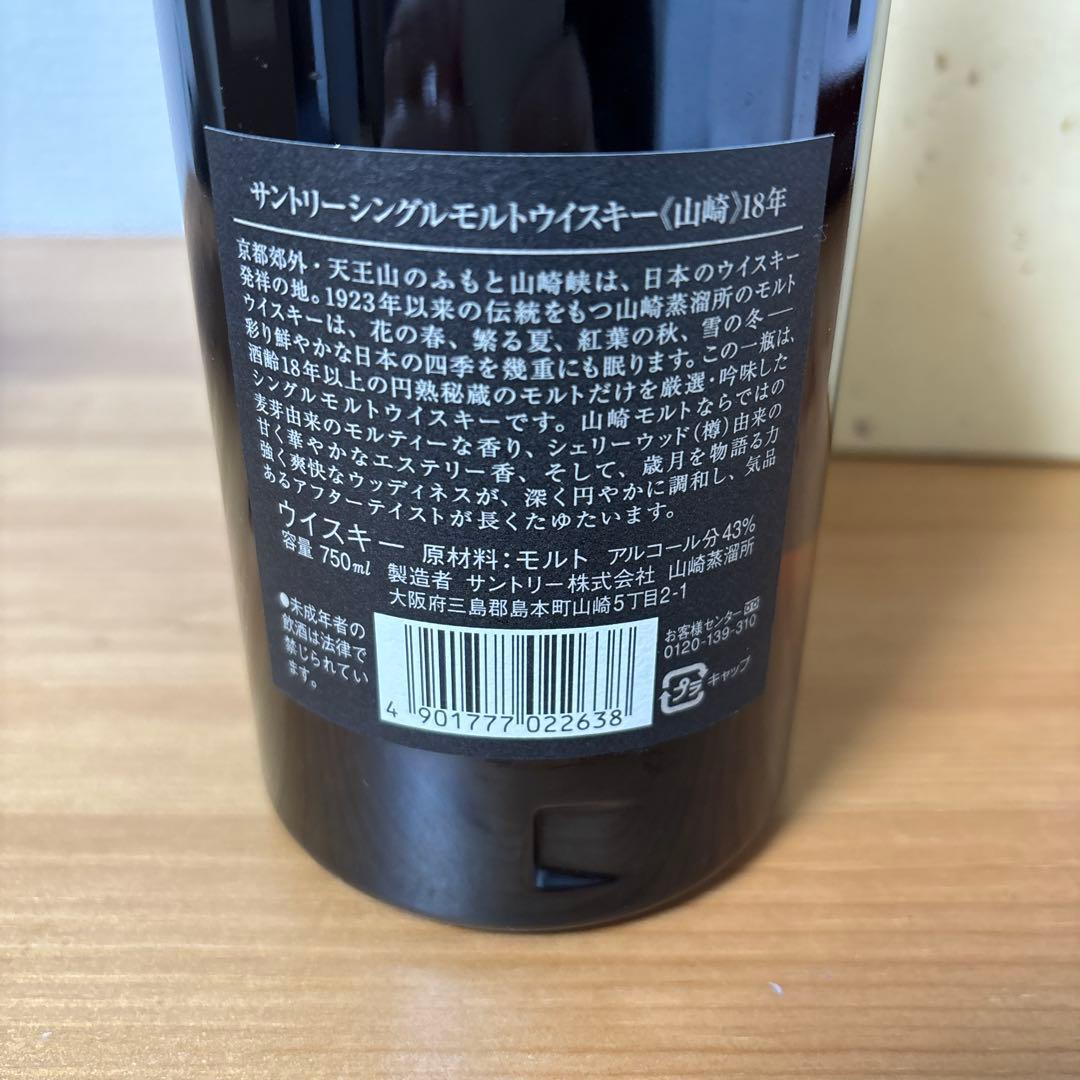 サントリーシングルモルトウイスキー《山崎》18年
京都郊外・天王山のふもと山崎峡は、日本のウイスキー
発祥の地。1923年以来の伝統をもつ山崎蒸溜所のモルト
ウイスキーは、花の春、繁る夏、紅葉の秋、雪の冬―
彩り鮮やかな日本の四季を幾重にも眠ります。この一瓶は、
酒齢18年以上の円熟秘蔵のモルトだけを厳選・吟味した
シングルモルトウイスキーです。山崎モルトならではの
麦芽由来のモルティーな香り、シェリーウッド(樽)由来の
甘く華やかなエステリー香、そして、歳月を物語る力
強く爽快なウッディネスが、深く円やかに調和し、気品
あるアフターテイストが長くたゆたいます。
ウイスキー 原材料:モルト アルコール分43%
容量 750ml 製造者 サントリー株式会社 山崎蒸溜所
大阪府三島郡島本町山崎5丁目2-1
●未成年者の
飲酒は法律で
禁じられてい
ます。
4 901777 022638
お客様センター
0120-139-310
プラ キャップ